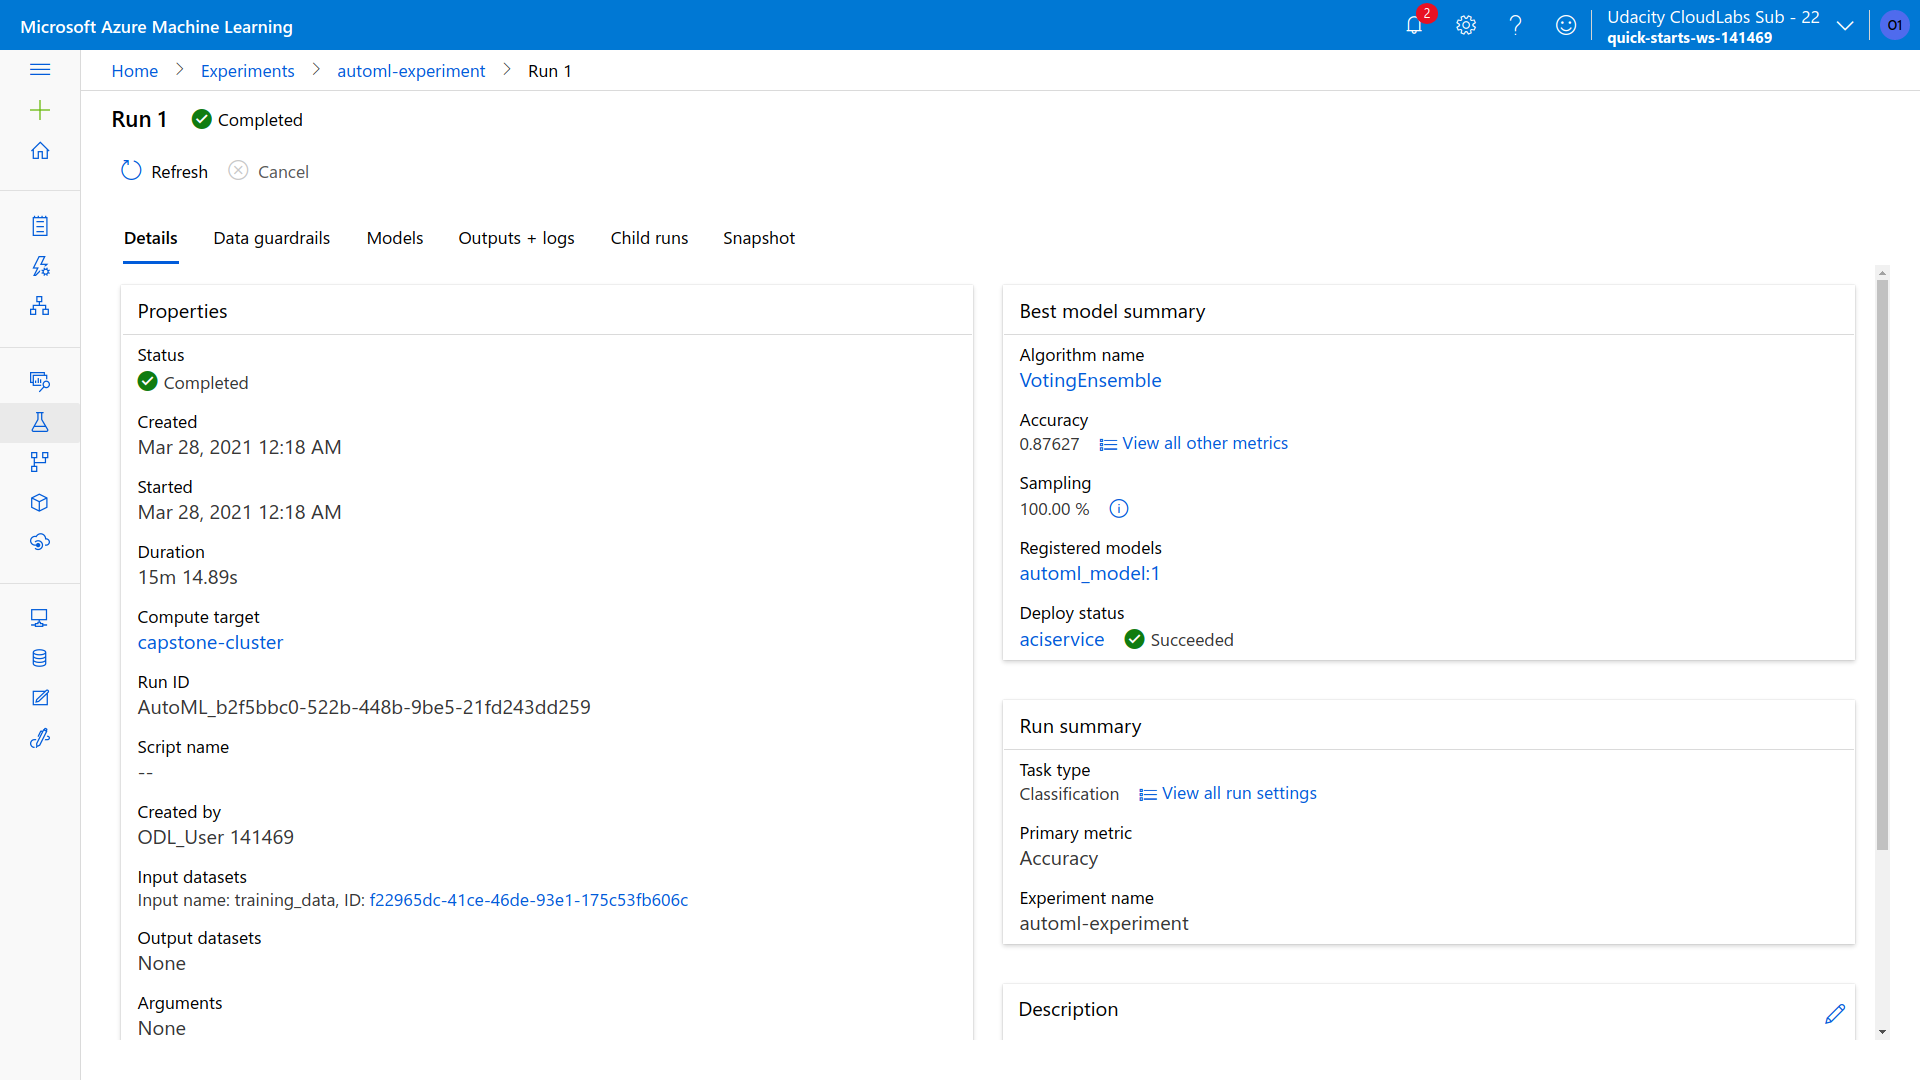 Microsoft Azure Machine Learning
2
Udacity CloudLabs Sub - 22
quick-starts-ws-141469
O1
Home > Experiments > automl-experiment > Run 1
Run 1 Completed
Refresh Cancel
Details Data guardrails Models Outputs + logs Child runs Snapshot
Properties
Status
Completed
Created
Mar 28, 2021 12:18 AM
Started
Mar 28, 2021 12:18 AM
Duration
15m 14.89s
Compute target
capstone-cluster
Run ID
AutoML_b2f5bbc0-522b-448b-9be5-21fd243dd259
Script name
--
Created by
ODL_User 141469
Input datasets
Input name: training_data, ID: f22965dc-41ce-46de-93e1-175c53fb606c
Output datasets
None
Arguments
None
Best model summary
Algorithm name
VotingEnsemble
Accuracy
0.87627 View all other metrics
Sampling
100.00 %
Registered models
automl_model:1
Deploy status
aciservice Succeeded
Run summary
Task type
Classification View all run settings
Primary metric
Accuracy
Experiment name
automl-experiment
Description